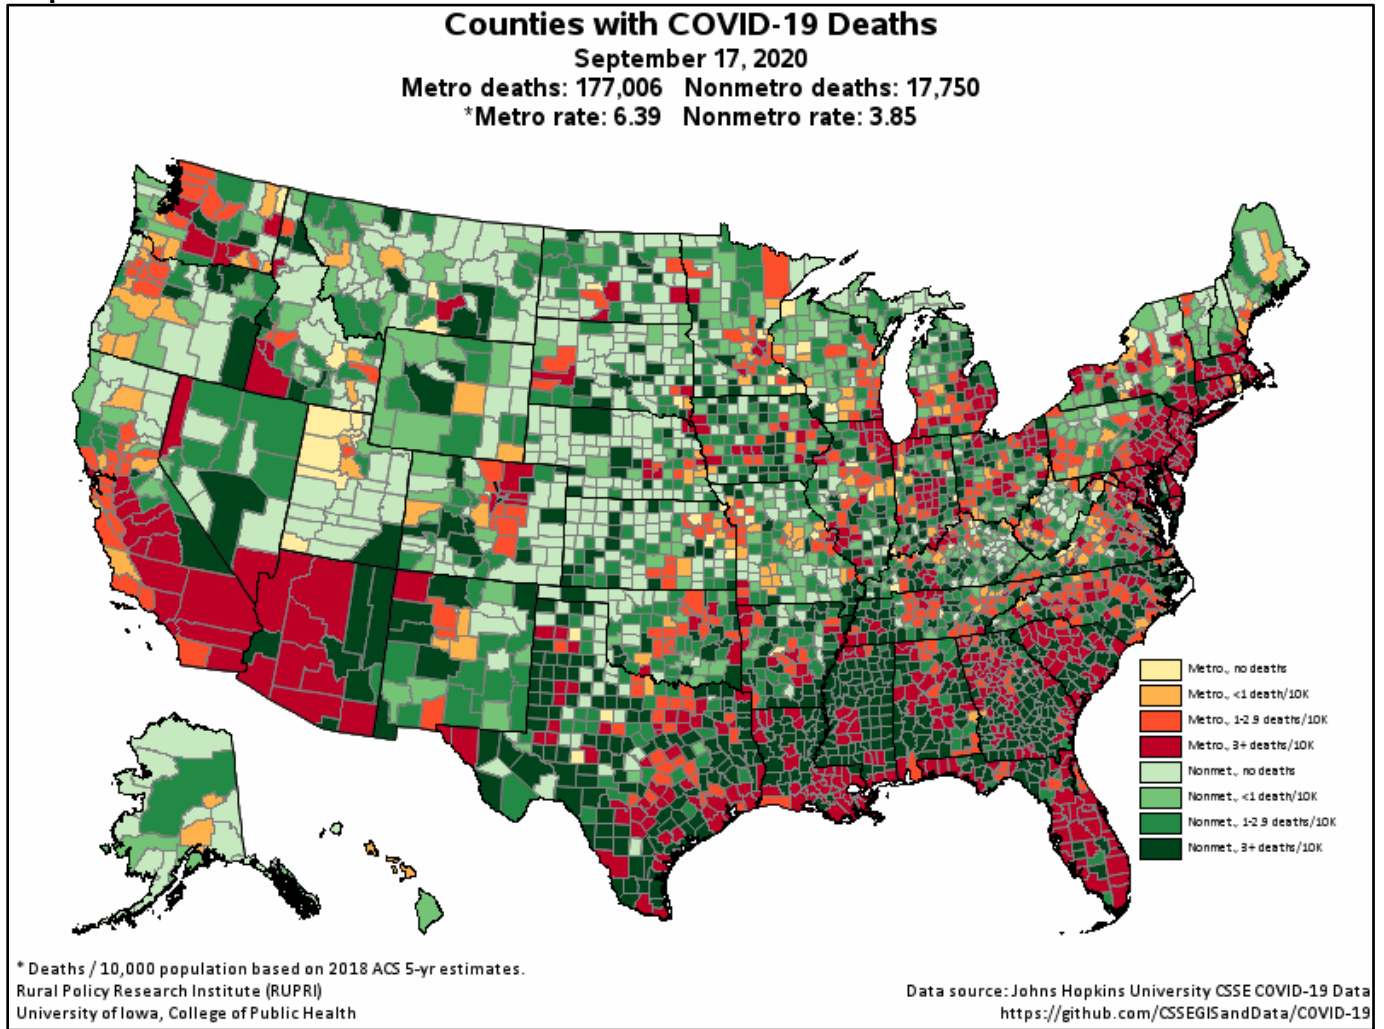 Counties with COVID-19 Deaths
September 17, 2020
Metro deaths: 177,006 Nonmetro deaths: 17,750
*Metro rate: 6.39 Nonmetro rate: 3.85
Metro., no deaths
Metro., <1 death/10K
Metro., 1-2.9 deaths/10K
Metro., 3+ deaths/10K
Nonmet., no deaths
Nonmet., <1 death/10K
Nonmet., 1-2.9 deaths/10K
Nonmet., 3+ deaths/10K
* Deaths / 10,000 population based on 2018 ACS 5-yr estimates.
Rural Policy Research Institute (RUPRI)
University of Iowa, College of Public Health
Data source: Johns Hopkins University CSSE COVID-19 Data
https://github.com/CSSEGISandData/COVID-19